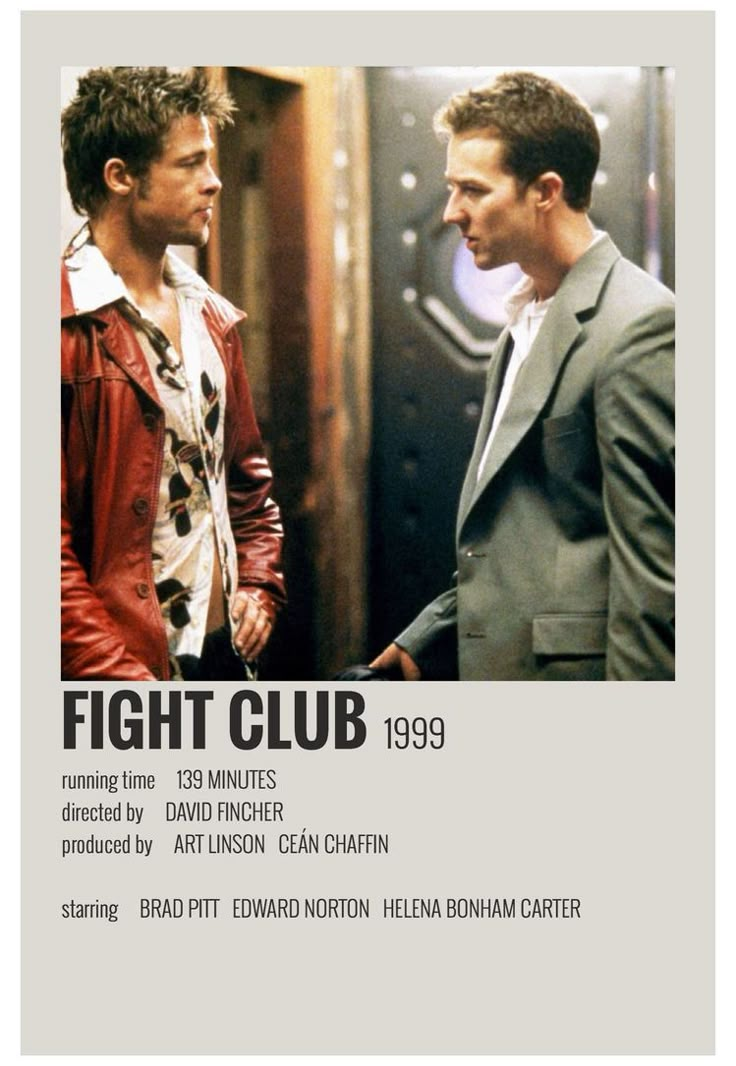 FIGHT CLUB 1999
running time 139 MINUTES
directed by DAVID FINCHER
produced by ART LINSON CEÁN CHAFFIN
starring BRAD PITT EDWARD NORTON HELENA BONHAM CARTER